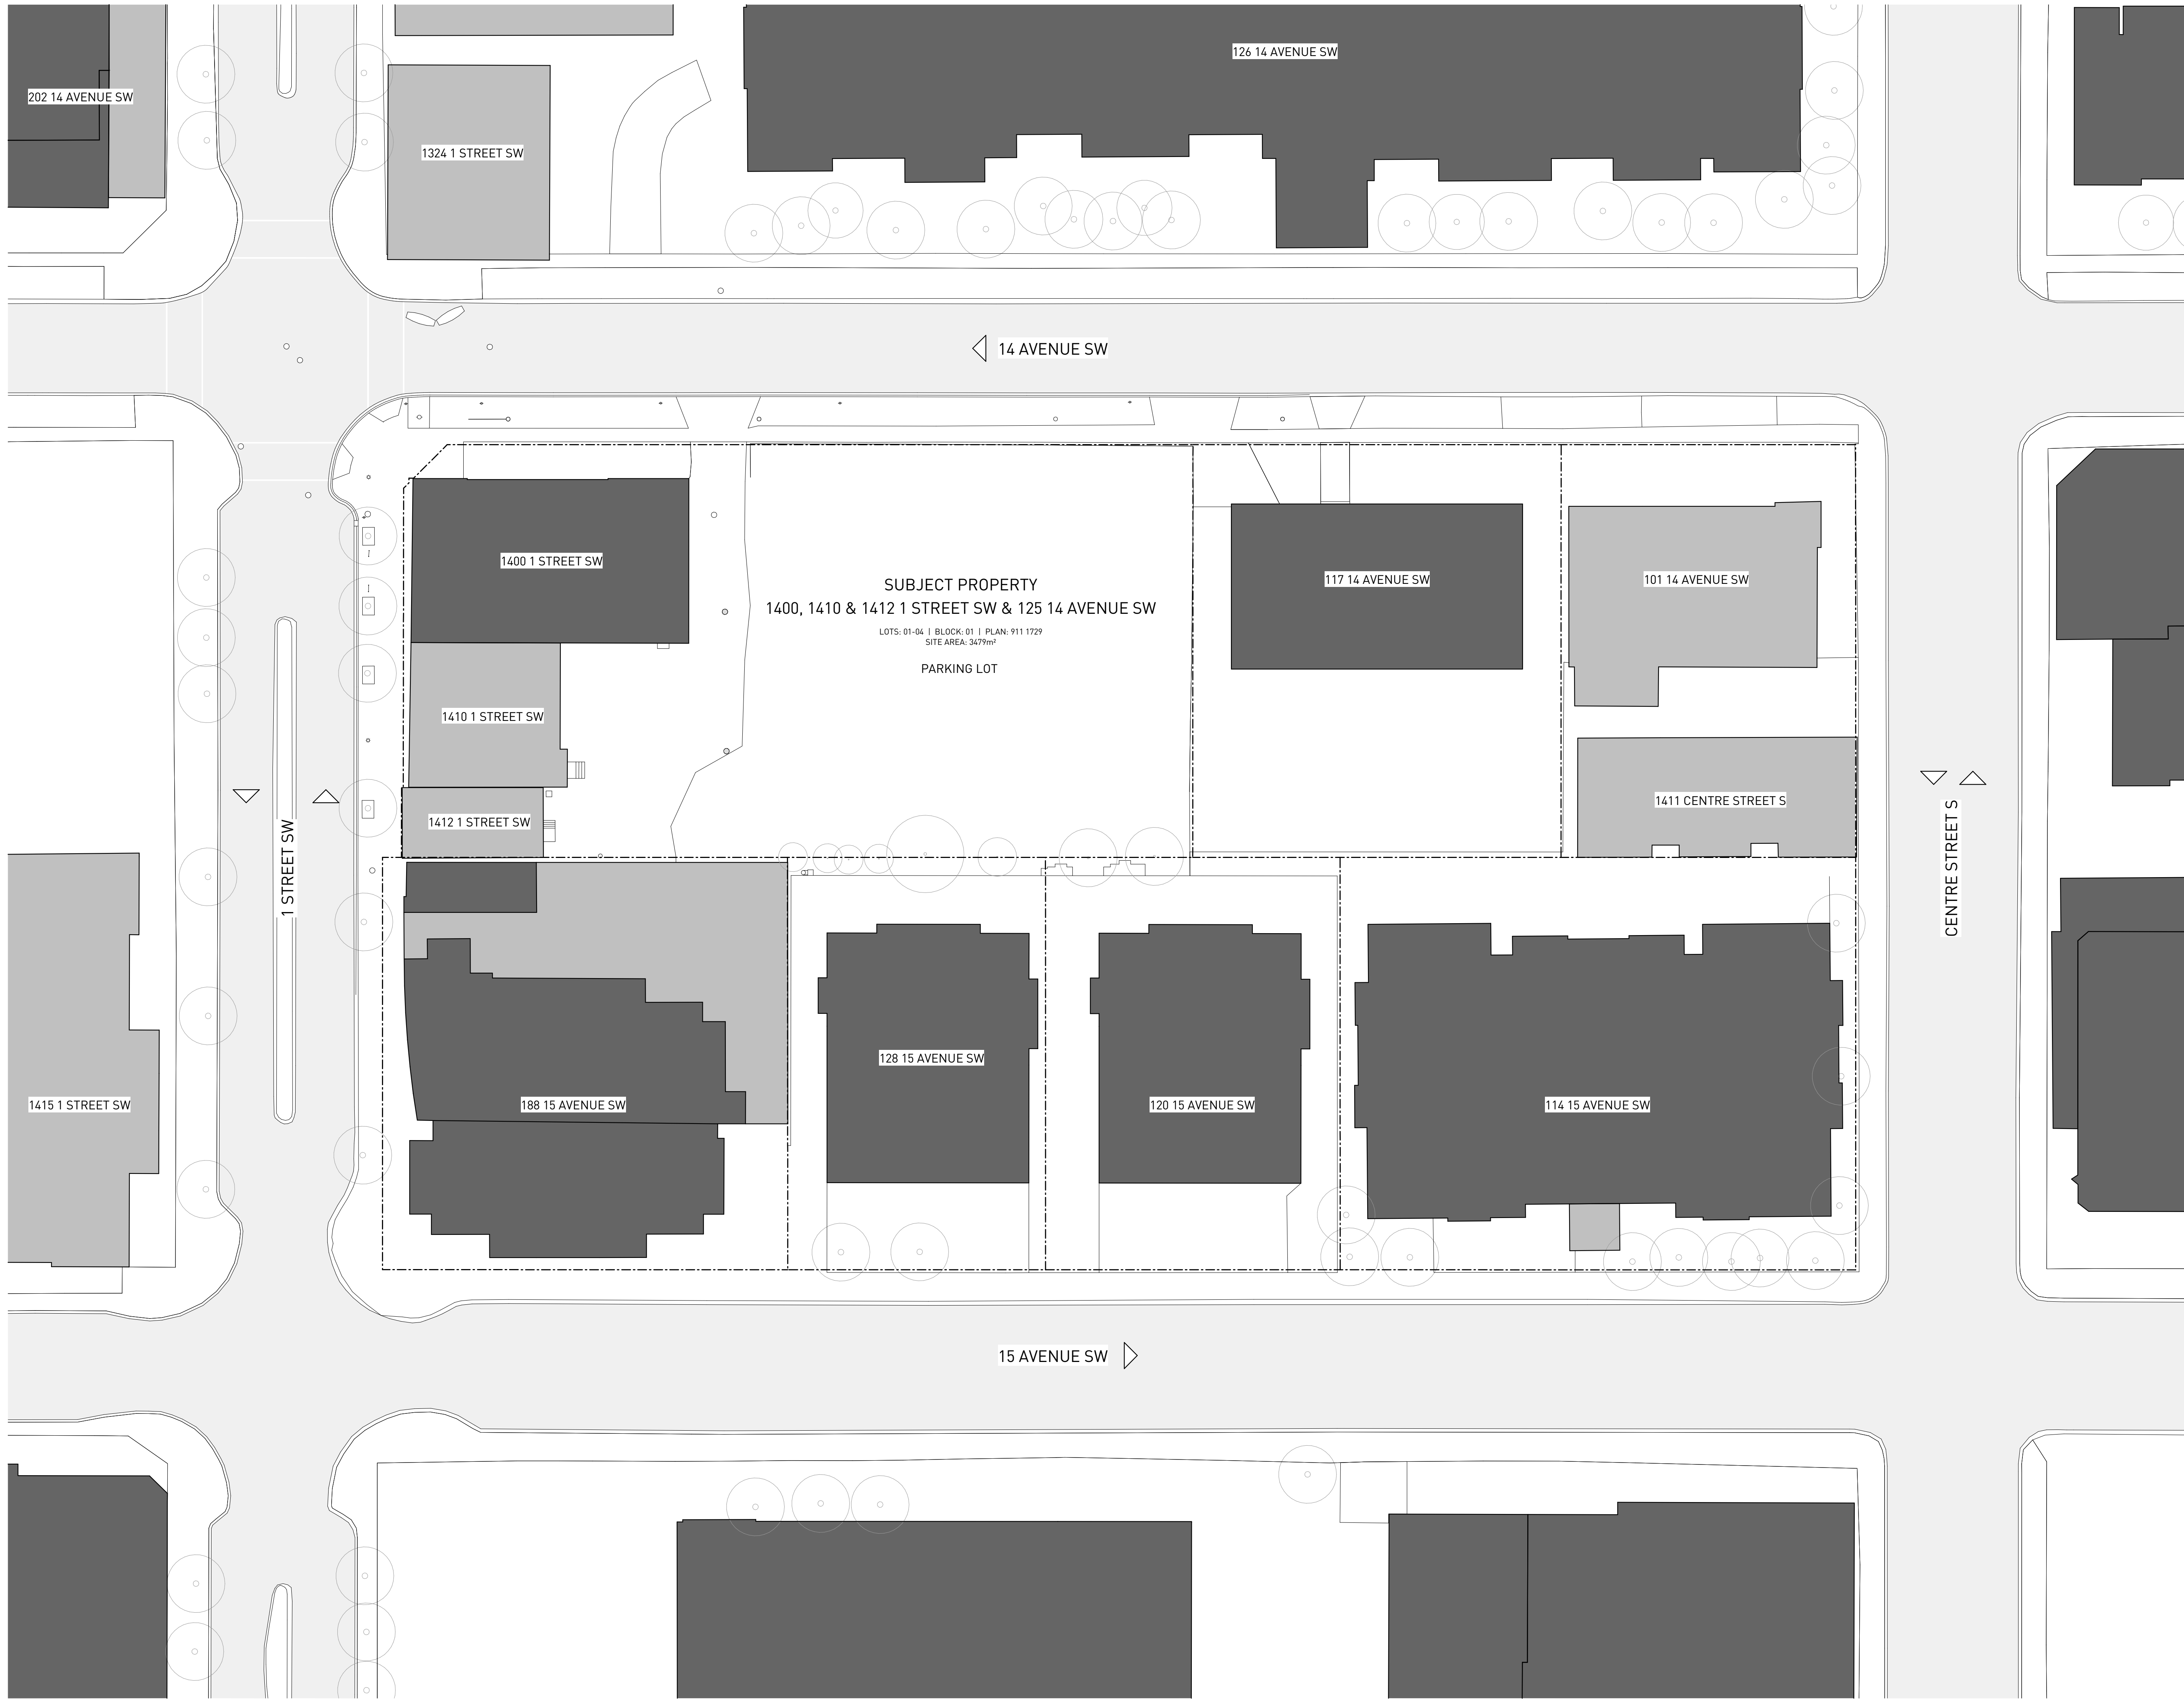 126 14 AVENUE SW
202 14 AVENUE SW
1324 1 STREET SW
14 AVENUE SW
1400 1 STREET SW
SUBJECT PROPERTY
1400, 1410 & 1412 1 STREET SW & 125 14 AVENUE SW
LOTS: 01-04 | BLOCK: 01 | PLAN: 911 1729
SITE AREA: 3479m²
PARKING LOT
117 14 AVENUE SW
101 14 AVENUE SW
1410 1 STREET SW
1412 1 STREET SW
1411 CENTRE STREET S
1 STREET SW
CENTRE STREET S
128 15 AVENUE SW
1415 1 STREET SW
188 15 AVENUE SW
120 15 AVENUE SW
114 15 AVENUE SW
15 AVENUE SW